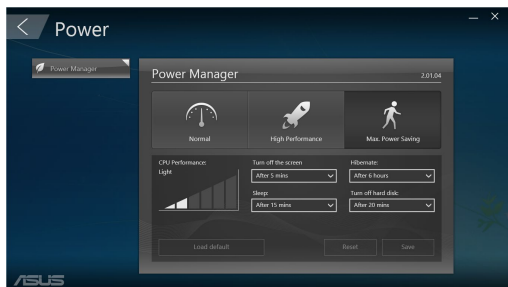 Power
Power Manager
Power Manager 2.01.04
Normal High Performance Max. Power Saving
CPU Performance:
Light
Turn off the screen
After 5 mins
Hibernate:
After 6 hours
Sleep:
After 15 mins
Turn off hard disk:
After 20 mins
Load default Reset Save
ASUS